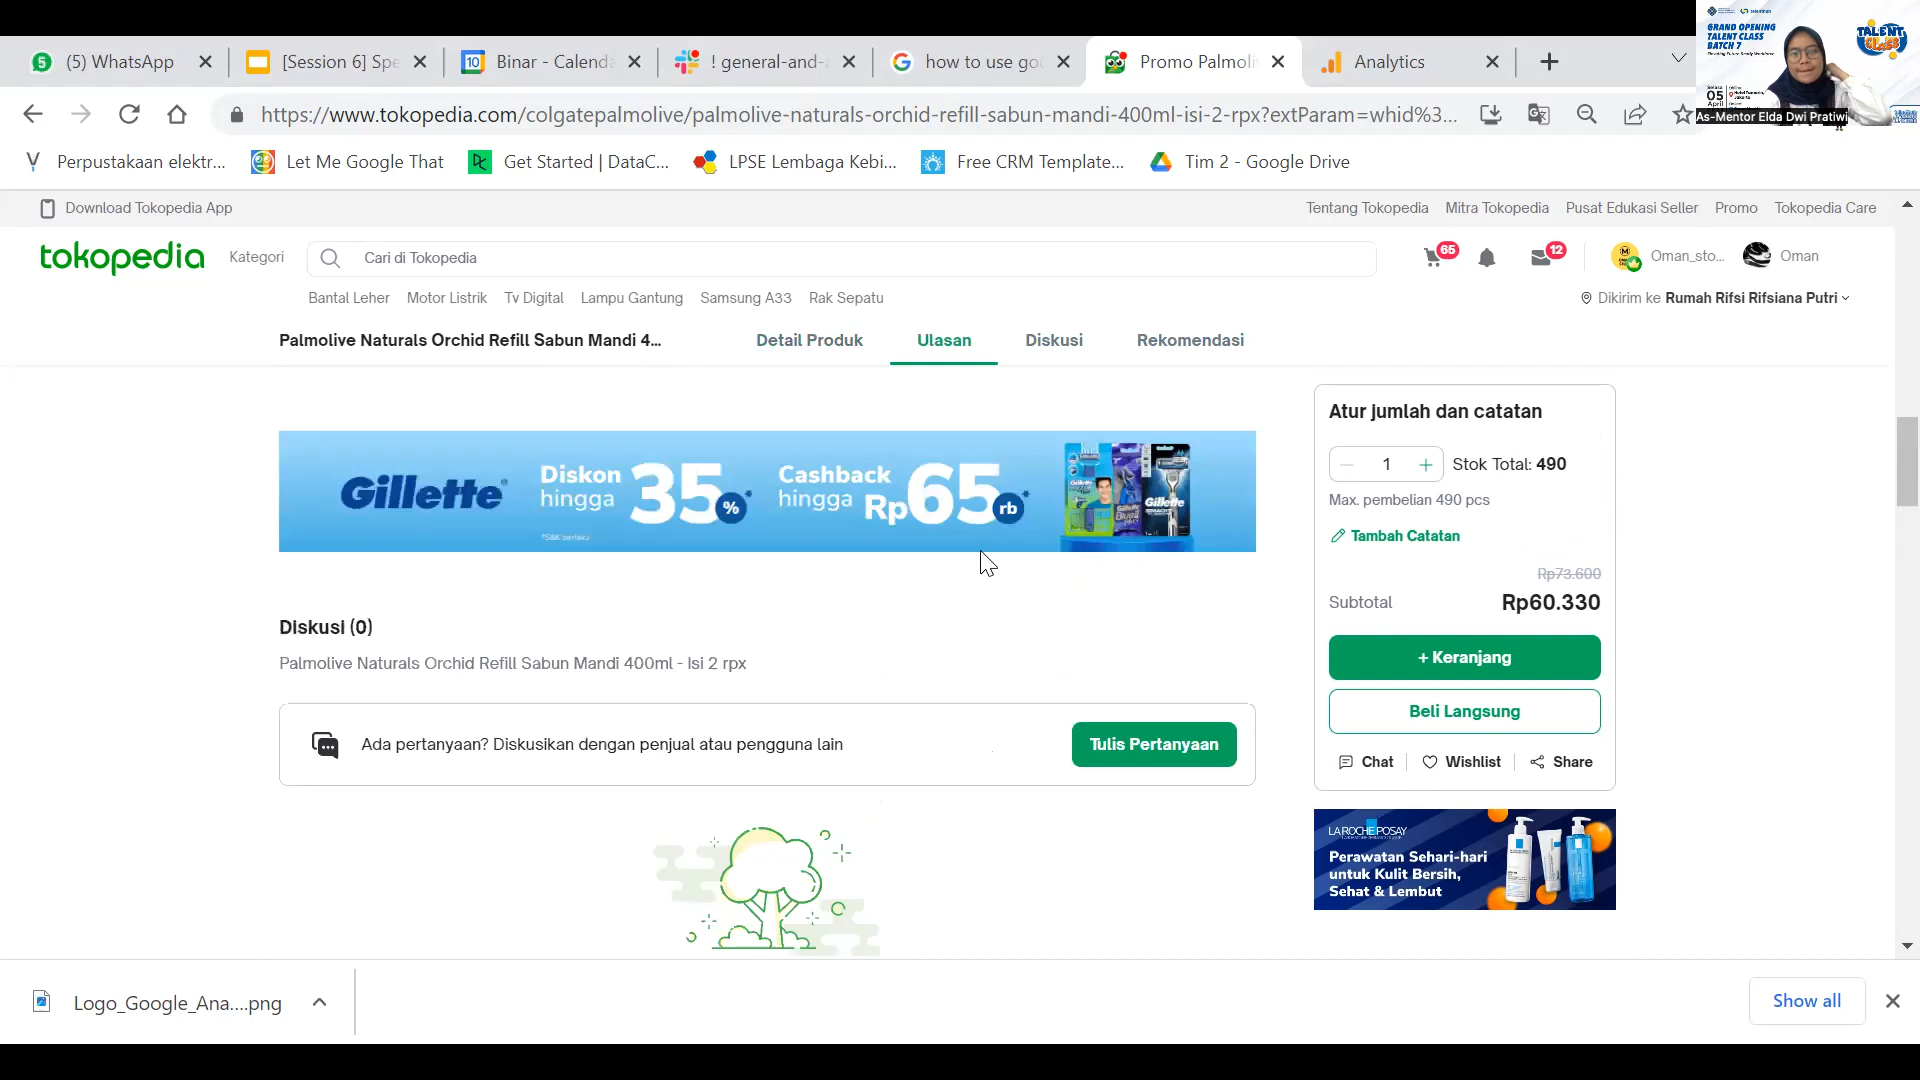 (5) WhatsApp
[Session 6] Spe
10
Binar - Calenda
! general-and-a
how to use goo
Promo Palmoli
Analytics
https://www.tokopedia.com/colgatepalmolive/palmolive-naturals-orchid-refill-sabun-mandi-400ml-isi-2-rpx?extParam=whid%3...
Perpustakaan elektr...
Let Me Google That
Get Started | DataC...
LPSE Lembaga Kebi...
Free CRM Template...
Tim 2 - Google Drive
GRAND OPENING
TALENT CLASS
BATCH 7
Selasa
05
April
TALENT
CLASS
As-Mentor Elda Dwi Pratiwi
Download Tokopedia App
Tentang Tokopedia
Mitra Tokopedia
Pusat Edukasi Seller
Promo
Tokopedia Care
tokopedia
Kategori
Cari di Tokopedia
65
12
Oman_sto...
Oman
Bantal Leher
Motor Listrik
Tv Digital
Lampu Gantung
Samsung A33
Rak Sepatu
Dikirim ke Rumah Rifsi Rifsiana Putri
Palmolive Naturals Orchid Refill Sabun Mandi 4...
Detail Produk
Ulasan
Diskusi
Rekomendasi
Gillette
Diskon
hingga
35%*
Cashback
hingga
Rp65rb*
*S&K berlaku
Diskusi (0)
Palmolive Naturals Orchid Refill Sabun Mandi 400ml - Isi 2 rpx
Ada pertanyaan? Diskusikan dengan penjual atau pengguna lain
Tulis Pertanyaan
Atur jumlah dan catatan
1
Stok Total: 490
Max. pembelian 490 pcs
Tambah Catatan
Rp73.600
Subtotal
Rp60.330
+ Keranjang
Beli Langsung
Chat
Wishlist
Share
LA ROCHE POSAY
Perawatan Sehari-hari
untuk Kulit Bersih,
Sehat & Lembut
Logo_Google_Ana....png
Show all